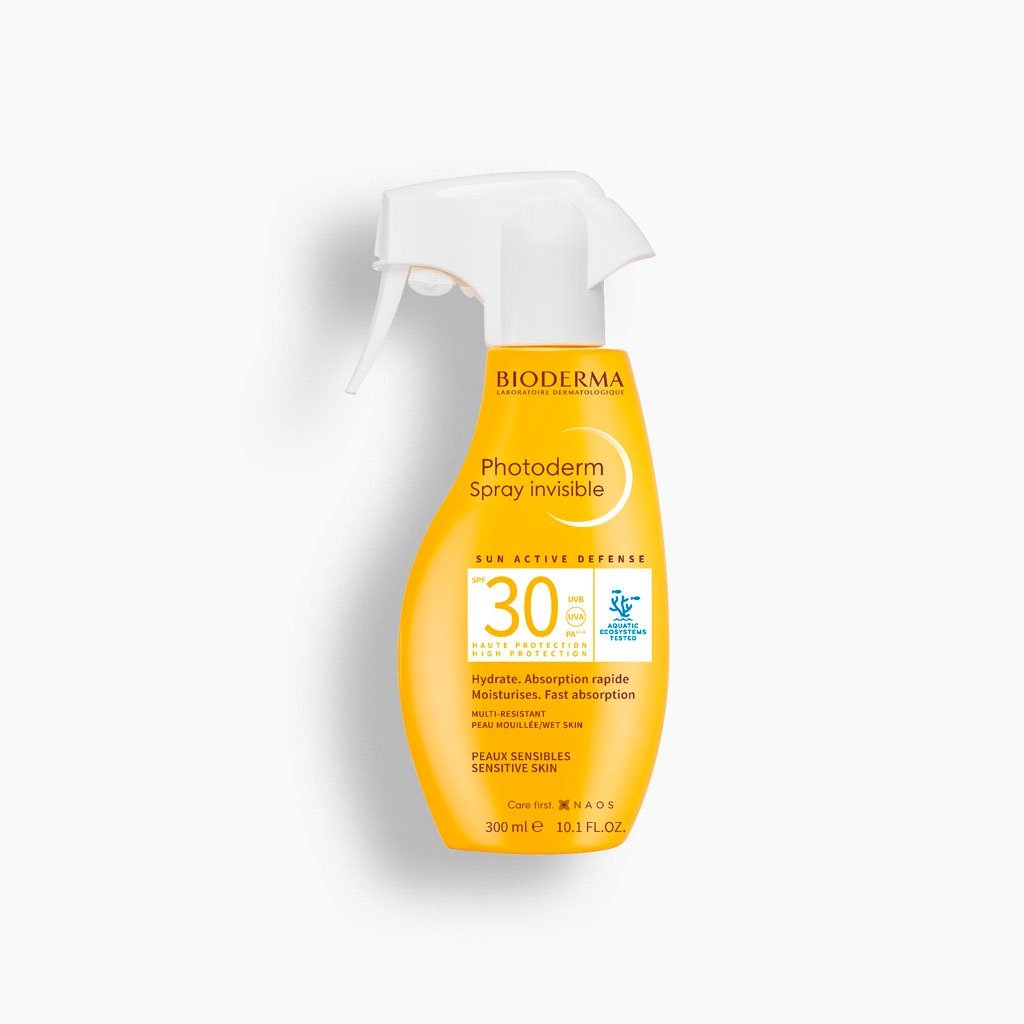 BIODERMA
LABORATOIRE DERMATOLOGIQUE
Photoderm
Spray invisible
SUN ACTIVE DEFENSE
SPF 30 UVB
UVA
PA+++
HAUTE PROTECTION
HIGH PROTECTION
AQUATIC
ECOSYSTEMS
TESTED
Hydrate. Absorption rapide
Moisturises. Fast absorption
MULTI-RESISTANT
PEAU MOUILLÉE/WET SKIN
PEAUX SENSIBLES
SENSITIVE SKIN
Care first. NAOS
300 ml ℮ 10.1 FL.OZ.